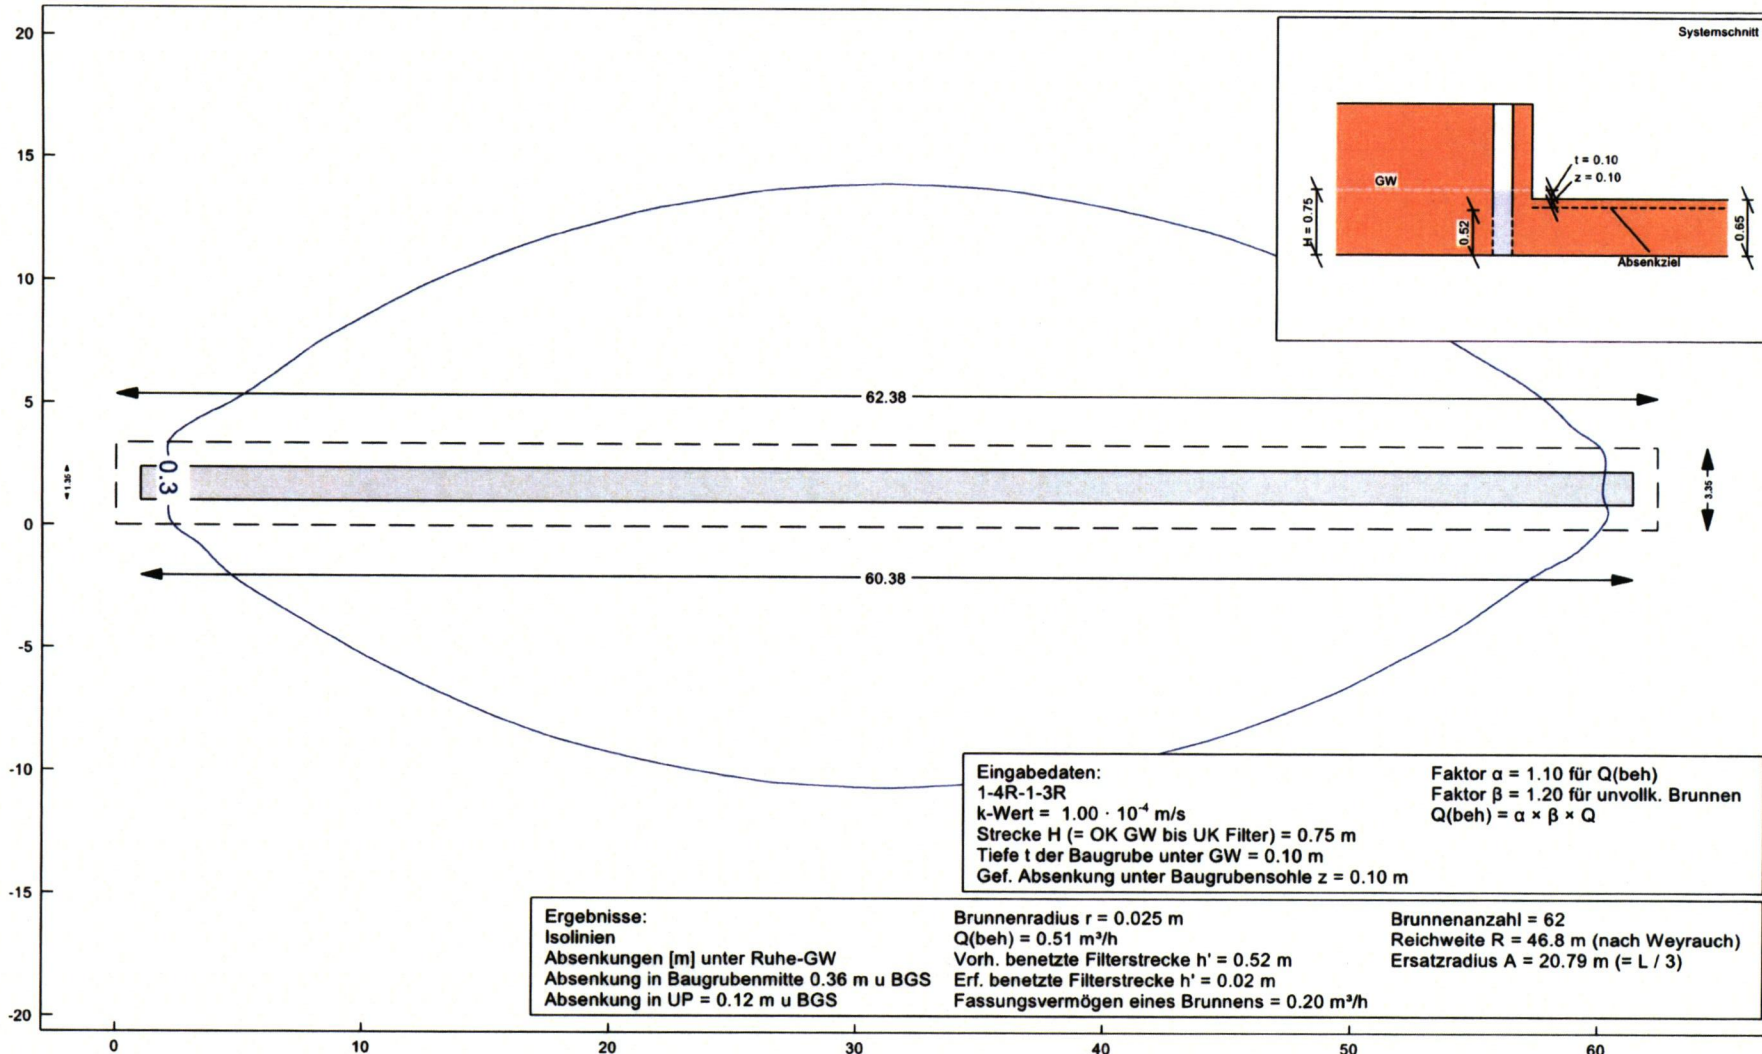 20
15
10
5
0
-5
-10
-15
-20
0
10
20
30
40
50
60
Systemschnitt
GW
t = 0.10
z = 0.10
H = 0.75
0.52
0.65
Absenkziel
62.38
1.35
0.3
3.35
60.38
Eingabedaten:
1-4R-1-3R
k-Wert = 1.00 · 10⁻⁴ m/s
Strecke H (= OK GW bis UK Filter) = 0.75 m
Tiefe t der Baugrube unter GW = 0.10 m
Gef. Absenkung unter Baugrubensohle z = 0.10 m
Faktor α = 1.10 für Q(beh)
Faktor β = 1.20 für unvollk. Brunnen
Q(beh) = α × β × Q
Ergebnisse:
Isolinien
Absenkungen [m] unter Ruhe-GW
Absenkung in Baugrubenmitte 0.36 m u BGS
Absenkung in UP = 0.12 m u BGS
Brunnenradius r = 0.025 m
Q(beh) = 0.51 m³/h
Vorh. benetzte Filterstrecke h' = 0.52 m
Erf. benetzte Filterstrecke h' = 0.02 m
Fassungsvermögen eines Brunnens = 0.20 m³/h
Brunnenanzahl = 62
Reichweite R = 46.8 m (nach Weyrauch)
Ersatzradius A = 20.79 m (= L / 3)